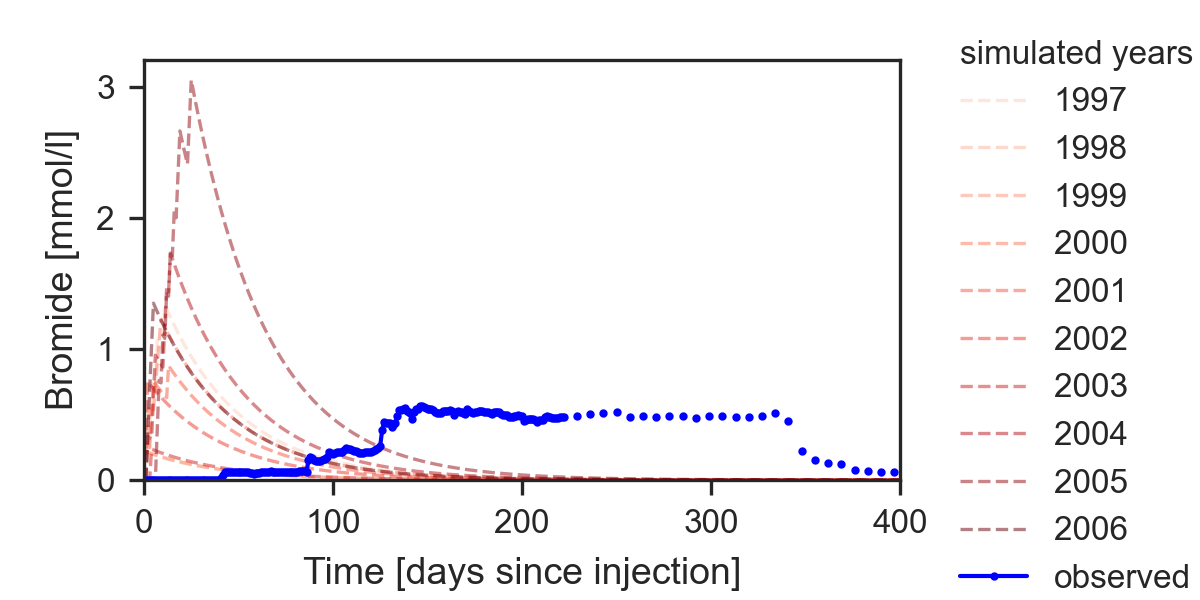 Bromide [mmol/l]
3
2
1
0
0 100 200 300 400
Time [days since injection]
simulated years
1997
1998
1999
2000
2001
2002
2003
2004
2005
2006
observed